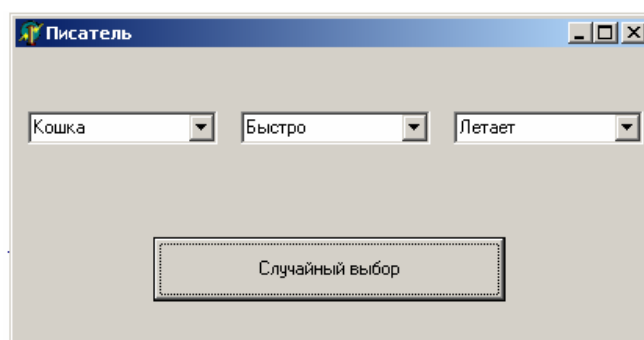 Писатель
Кошка Быстро Летает
Случайный выбор